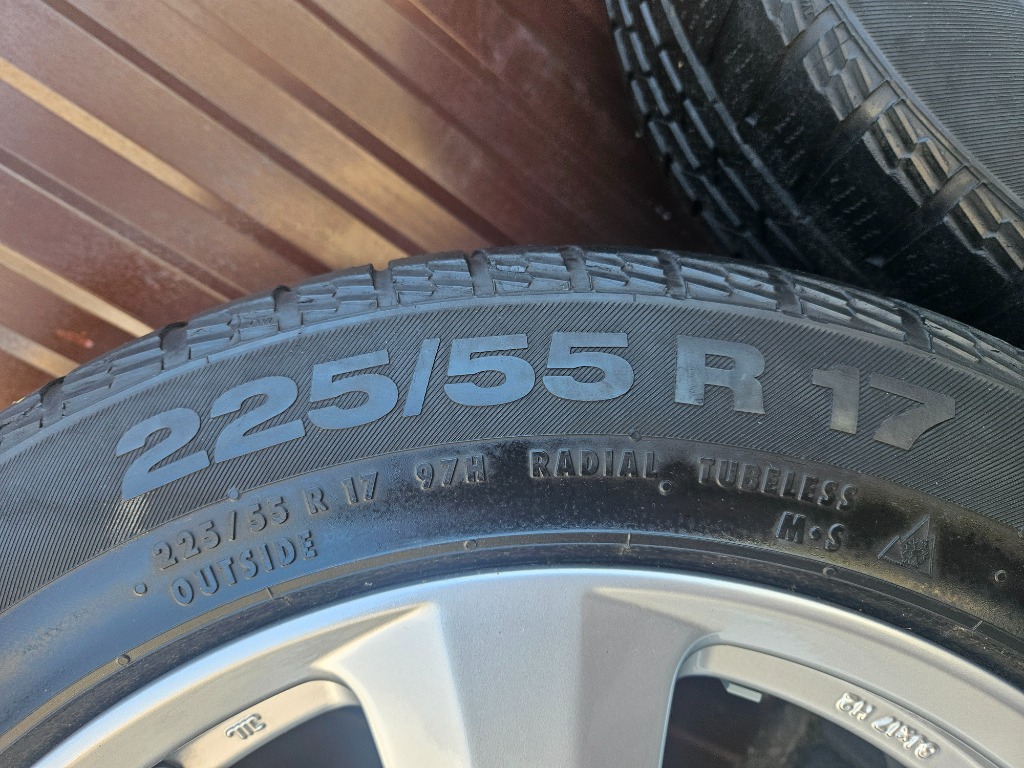 225/55 R 17
225/55 R 17 97H RADIAL TUBELESS
OUTSIDE M•S